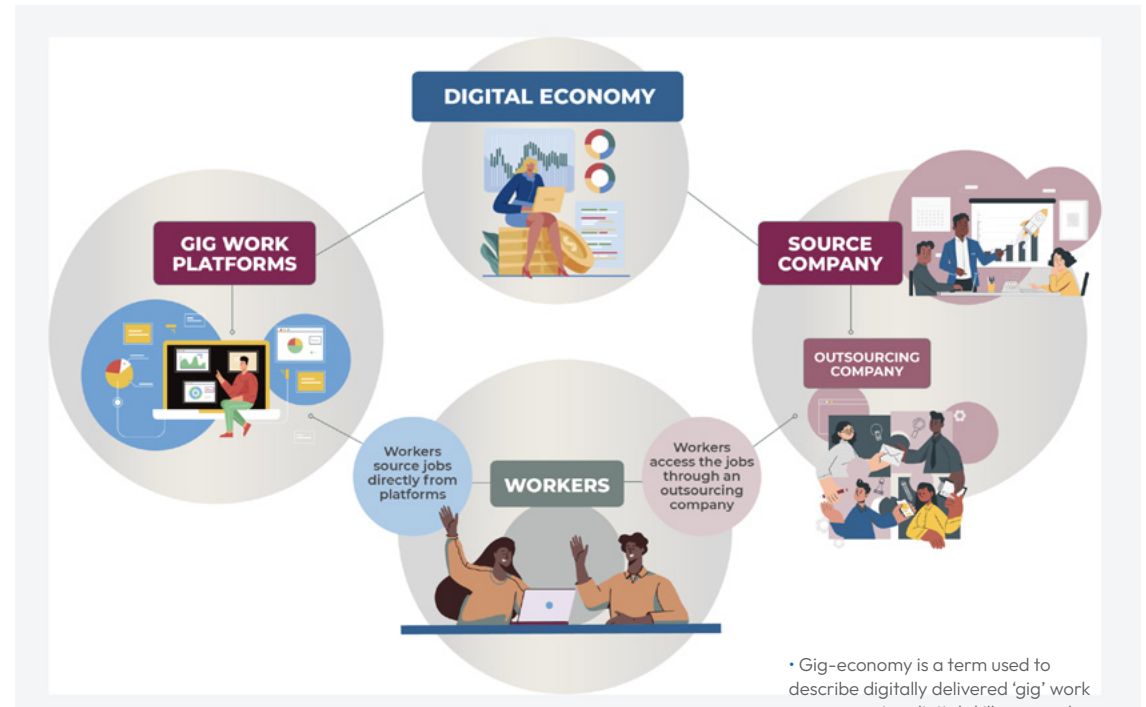 DIGITAL ECONOMY
GIG WORK
PLATFORMS
SOURCE
COMPANY
OUTSOURCING
COMPANY
Workers
source jobs
directly from
platforms
WORKERS
Workers
access the jobs
through an
outsourcing
company
• Gig-economy is a term used to
describe digitally delivered ‘gig’ work